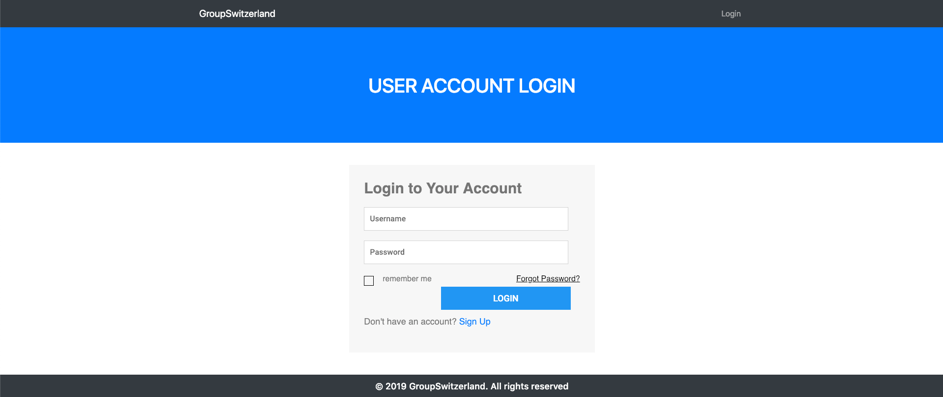 GroupSwitzerland
Login
USER ACCOUNT LOGIN
Login to Your Account
Username
Password
remember me
Forgot Password?
LOGIN
Don't have an account? Sign Up
© 2019 GroupSwitzerland. All rights reserved